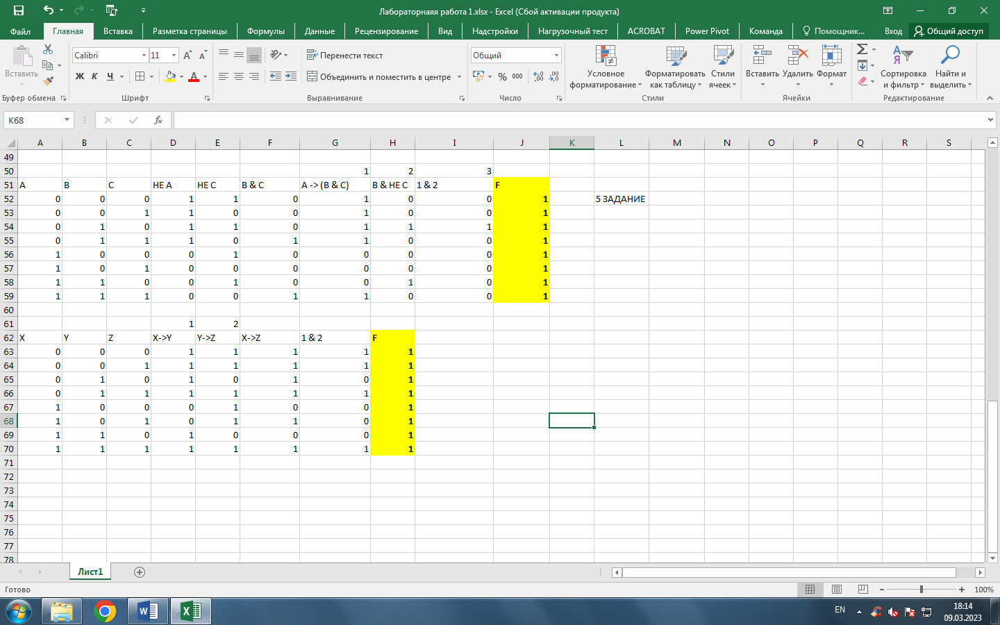 Лабораторнаяя работа 1.xlsx - Excel (Сбой активации продукта)
Файл Главная Вставка Разметка страницы Формулы Данные Рецензирование Вид Надстройки Нагрузочный тест ACROBAT Power Pivot Команда Помощник... Вход Общий доступ
Вставить
Calibri 11
Ж К Ч А
Перенести текст
Объединить и поместить в центре
Общий
% 000
Условное форматирование
Форматировать как таблицу
Стили ячеек
Вставить Удалить Формат
Сортировка и фильтр
Найти и выделить
Буфер обмена Шрифт Выравнивание Число Стили Ячейки Редактирование
K68 fx
A B C D E F G H I J K L M N O P Q R S
49
50 1 2 3
51 A B C НЕ А НЕ С B & C A -> (B & C) B & НЕ С 1 & 2 F
52 0 0 0 1 1 0 1 0 0 1 5 ЗАДАНИЕ
53 0 0 1 1 0 0 1 0 0 1
54 0 1 0 1 1 0 1 1 1 1
55 0 1 1 1 0 1 1 0 0 1
56 1 0 0 0 1 0 0 0 0 1
57 1 0 1 0 0 0 0 0 0 1
58 1 1 0 0 1 0 0 1 0 1
59 1 1 1 0 0 1 1 0 0 1
60
61 1 2
62 X Y Z X->Y Y->Z X->Z 1 & 2 F
63 0 0 0 1 1 1 1 1
64 0 0 1 1 1 1 1 1
65 0 1 0 1 0 1 0 1
66 0 1 1 1 1 1 1 1
67 1 0 0 0 1 0 0 1
68 1 0 1 0 1 1 0 1
69 1 1 0 1 0 0 0 1
70 1 1 1 1 1 1 1 1
71
72
73
74
75
76
77
78
Лист1
Готово 100%
EN 18:14
09.03.2023